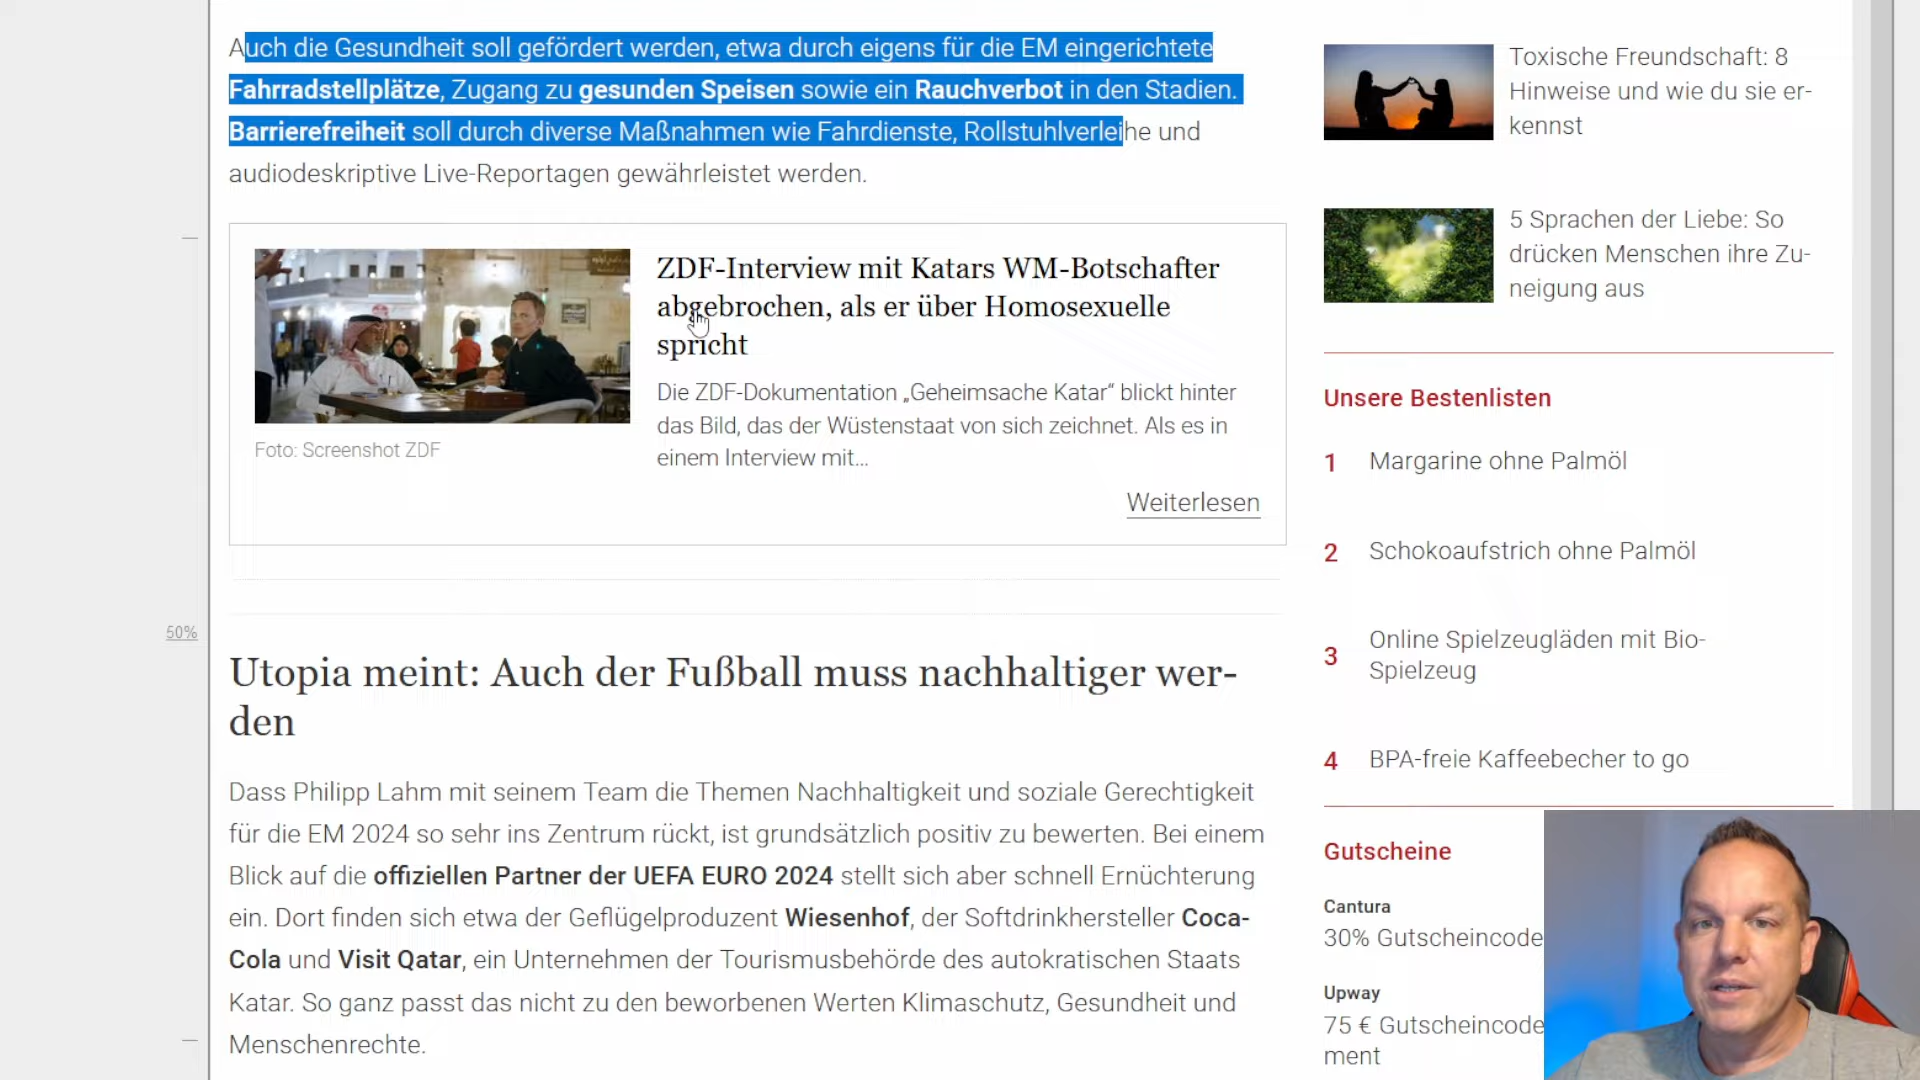 Auch die Gesundheit soll gefördert werden, etwa durch eigens für die EM eingerichtete
Fahrradstellplätze, Zugang zu gesunden Speisen sowie ein Rauchverbot in den Stadien.
Barrierefreiheit soll durch diverse Maßnahmen wie Fahrdienste, Rollstuhlverleihe und
audiodeskriptive Live-Reportagen gewährleistet werden.
ZDF-Interview mit Katars WM-Botschafter
abgebrochen, als er über Homosexuelle
spricht
Die ZDF-Dokumentation „Geheimsache Katar“ blickt hinter
das Bild, das der Wüstenstaat von sich zeichnet. Als es in
einem Interview mit...
Foto: Screenshot ZDF
Weiterlesen
50%
Utopia meint: Auch der Fußball muss nachhaltiger wer-
den
Dass Philipp Lahm mit seinem Team die Themen Nachhaltigkeit und soziale Gerechtigkeit
für die EM 2024 so sehr ins Zentrum rückt, ist grundsätzlich positiv zu bewerten. Bei einem
Blick auf die offiziellen Partner der UEFA EURO 2024 stellt sich aber schnell Ernüchterung
ein. Dort finden sich etwa der Geflügelproduzent Wiesenhof, der Softdrinkhersteller Coca-
Cola und Visit Qatar, ein Unternehmen der Tourismusbehörde des autokratischen Staats
Katar. So ganz passt das nicht zu den beworbenen Werten Klimaschutz, Gesundheit und
Menschenrechte.
Toxische Freundschaft: 8
Hinweise und wie du sie er-
kennst
5 Sprachen der Liebe: So
drücken Menschen ihre Zu-
neigung aus
Unsere Bestenlisten
1 Margarine ohne Palmöl
2 Schokoaufstrich ohne Palmöl
3 Online Spielzeugläden mit Bio-
Spielzeug
4 BPA-freie Kaffeebecher to go
Gutscheine
Cantura
30% Gutscheincode
Upway
75 € Gutscheincode
ment